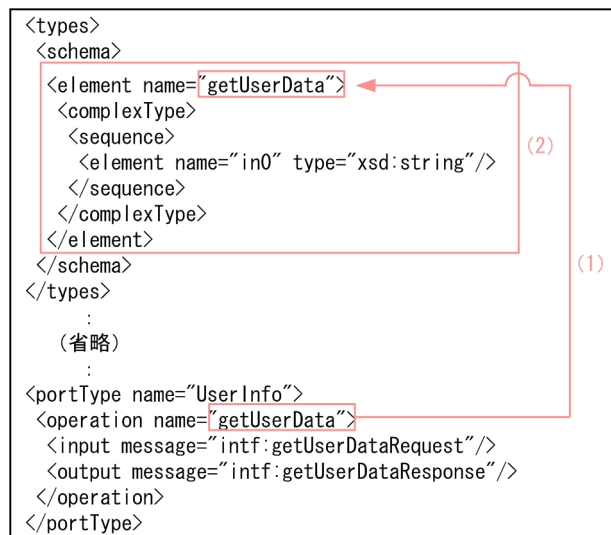 <types>
<schema>
<element name="getUserData">
<complexType>
<sequence>
(2)
<element name="in0" type="xsd:string"/>
</sequence>
</complexType>
</element>
</schema>
(1)
</types>
:
(省略)
:
<portType name="UserInfo">
<operation name="getUserData">
<input message="intf:getUserDataRequest"/>
<output message="intf:getUserDataResponse"/>
</operation>
</portType>